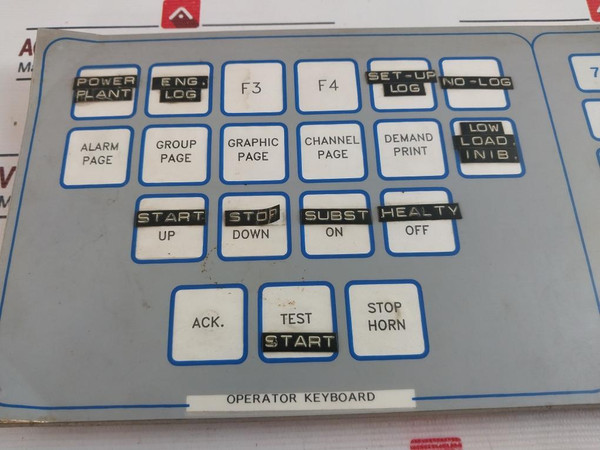 POWER
PLANT
ENG.
LOG
F3
F4
SET-UP
LOG
NO-LOG
7
ALARM
PAGE
GROUP
PAGE
GRAPHIC
PAGE
CHANNEL
PAGE
DEMAND
PRINT
LOW
LOAD.
INIB.
START
UP
STOP
DOWN
SUBST
ON
HEALTY
OFF
ACK.
TEST
START
STOP
HORN
OPERATOR KEYBOARD